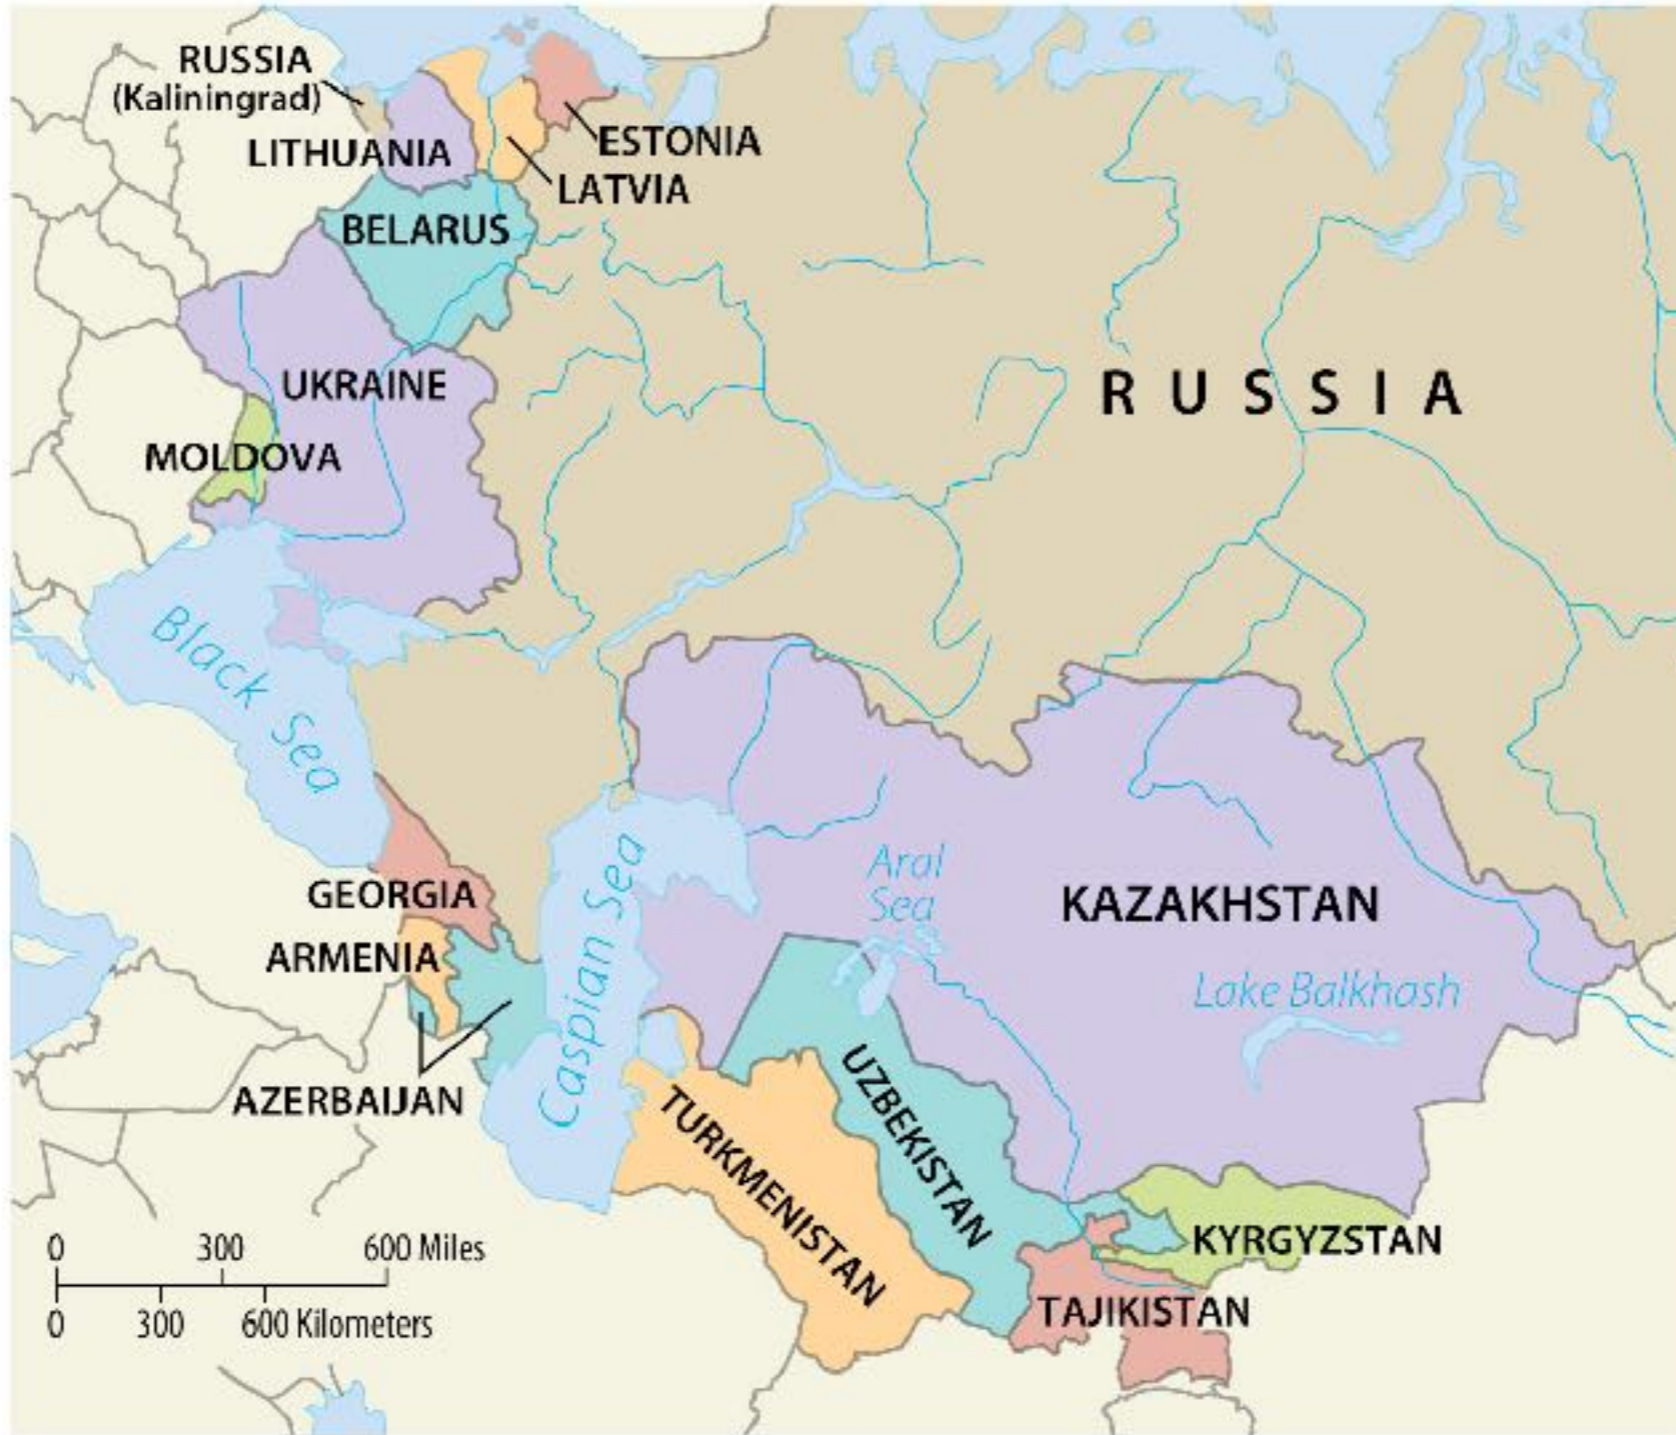 RUSSIA
(Kaliningrad)
LITHUANIA
ESTONIA
LATVIA
BELARUS
UKRAINE
RUSSIA
MOLDOVA
Black Sea
GEORGIA
ARMENIA
AZERBAIJAN
Caspian Sea
Aral
Sea
KAZAKHSTAN
Lake Balkhash
UZBEKISTAN
TURKMENISTAN
KYRGYZSTAN
TAJIKISTAN
0 300 600 Miles
0 300 600 Kilometers